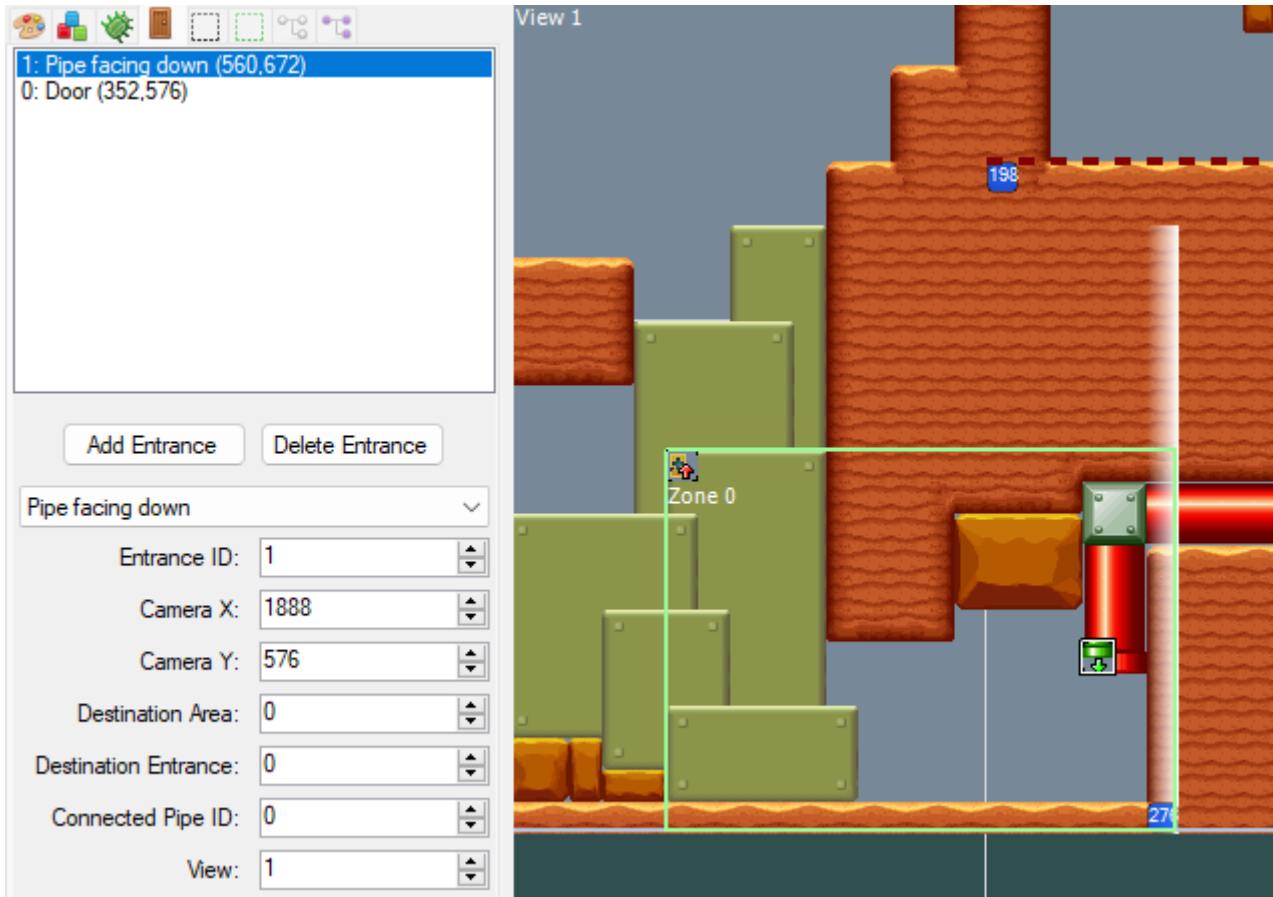 View 1
1: Pipe facing down (560,672)
0: Door (352,576)
198
Add Entrance
Delete Entrance
Zone 0
Pipe facing down
Entrance ID: 1
Camera X: 1888
Camera Y: 576
Destination Area: 0
Destination Entrance: 0
Connected Pipe ID: 0
276
View: 1